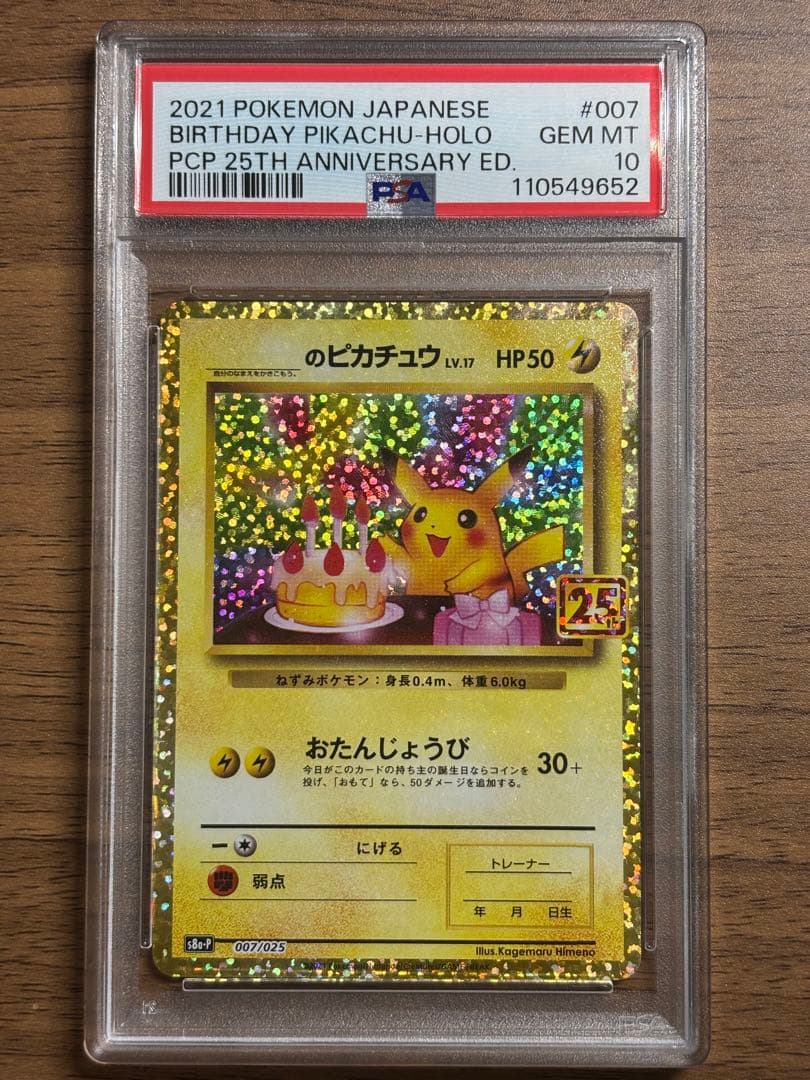 2021 POKEMON JAPANESE #007
BIRTHDAY PIKACHU-HOLO GEM MT
PCP 25TH ANNIVERSARY ED. 10
PSA 110549652
のピカチュウ LV.17 HP50
自分のなまえをかきこもう。
25
ねずみポケモン：身長0.4m、体重6.0kg
おたんじょうび 30+
今日がこのカードの持ち主の誕生日ならコインを
投げ、「おもて」なら、50ダメージを追加する。
にげる
弱点
トレーナー
年 月 日生
s8a-P 007/025
Illus.Kagemaru Himeno